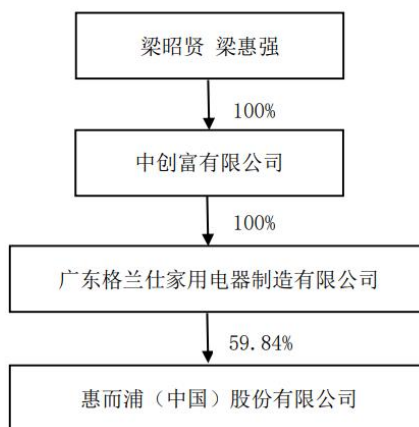 梁昭贤 梁惠强
100%
中创富有限公司
100%
广东格兰仕家用电器制造有限公司
59.84%
惠而浦（中国）股份有限公司